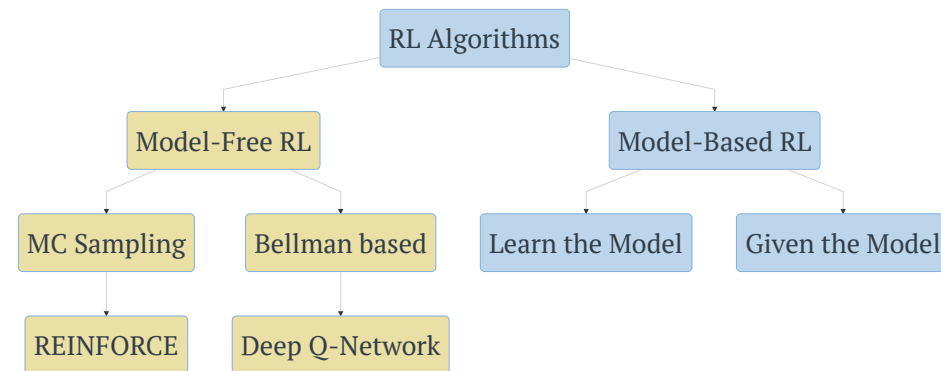 RL Algorithms
Model-Free RL
Model-Based RL
MC Sampling
Bellman based
Learn the Model
Given the Model
REINFORCE
Deep Q-Network